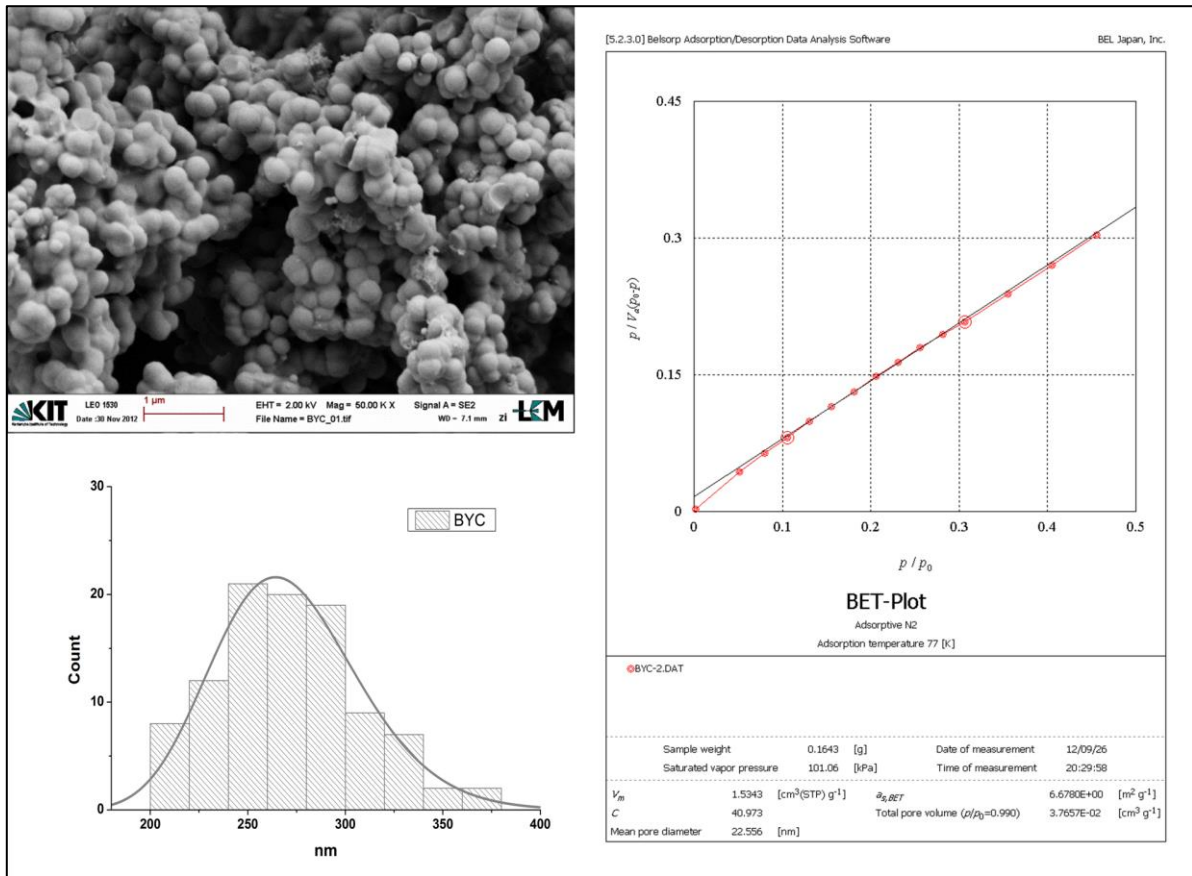 KIT
Karlsruhe Institute of Technology
LEO 1530
Date :30 Nov 2012
1 µm
EHT = 2.00 kV Mag = 50.00 K X Signal A = SE2
File Name = BYC_01.tif WD = 7.1 mm
LEM
30
20
10
0
Count
BYC
200
250
300
350
400
nm
[5.2.3.0] Belsorp Adsorption/Desorption Data Analysis Software
BEL Japan, Inc.
0.45
0.3
0.15
0
p / Va(p0-p)
0
0.1
0.2
0.3
0.4
0.5
p / p0
BET-Plot
Adsorptive N2
Adsorption temperature 77 [K]
BYC-2.DAT
Sample weight 0.1643 [g] Date of measurement 12/09/26
Saturated vapor pressure 101.06 [kPa] Time of measurement 20:29:58
Vm 1.5343 [cm³(STP) g⁻¹] as,BET 6.6780E+00 [m² g⁻¹]
C 40.973 Total pore volume (p/p0=0.990) 3.7657E-02 [cm³ g⁻¹]
Mean pore diameter 22.556 [nm]